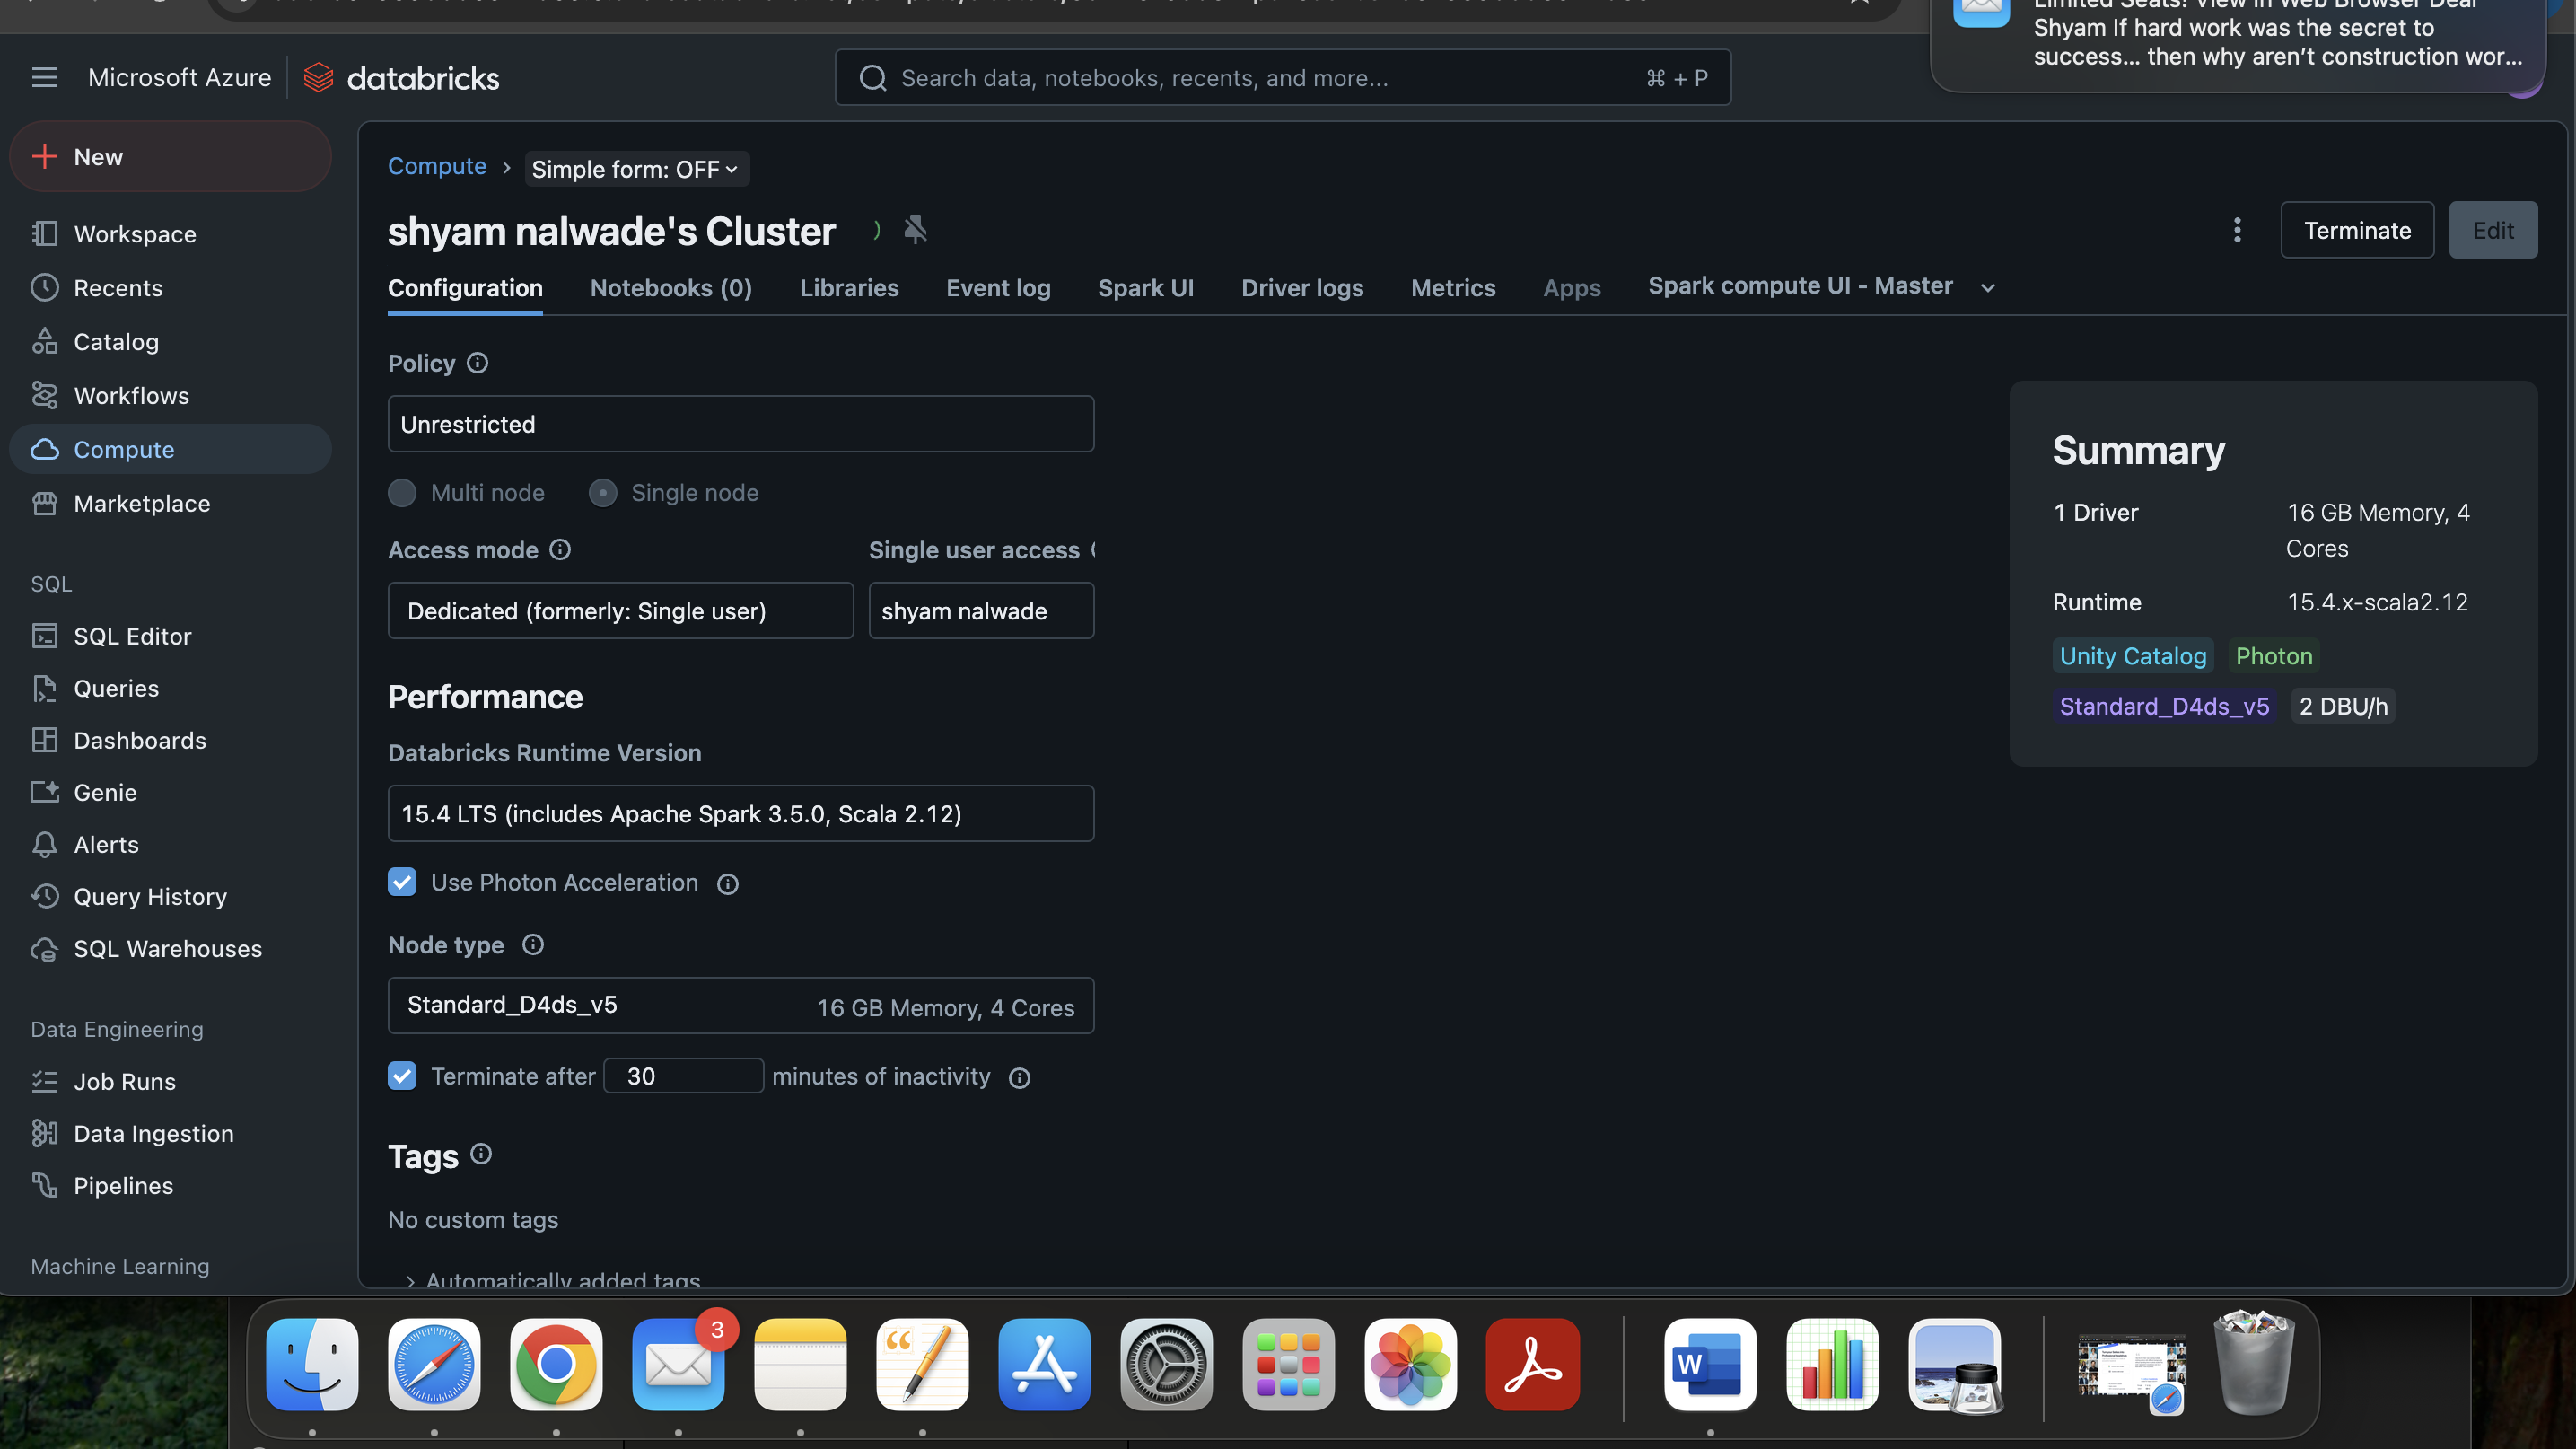 Limited Seats! View in Web Browser Dear
Shyam If hard work was the secret to
success... then why aren't construction wor...
Microsoft Azure
databricks
Search data, notebooks, recents, and more...
⌘ + P
New
Workspace
Recents
Catalog
Workflows
Compute
Marketplace
SQL
SQL Editor
Queries
Dashboards
Genie
Alerts
Query History
SQL Warehouses
Data Engineering
Job Runs
Data Ingestion
Pipelines
Machine Learning
Compute › Simple form: OFF
shyam nalwade's Cluster
Terminate
Edit
Configuration
Notebooks (0)
Libraries
Event log
Spark UI
Driver logs
Metrics
Apps
Spark compute UI - Master
Policy
Unrestricted
Multi node
Single node
Access mode
Single user access
Dedicated (formerly: Single user)
shyam nalwade
Performance
Databricks Runtime Version
15.4 LTS (includes Apache Spark 3.5.0, Scala 2.12)
Use Photon Acceleration
Node type
Standard_D4ds_v5
16 GB Memory, 4 Cores
Terminate after 30 minutes of inactivity
Tags
No custom tags
Automatically added tags
Summary
1 Driver
16 GB Memory, 4
Cores
Runtime
15.4.x-scala2.12
Unity Catalog
Photon
Standard_D4ds_v5
2 DBU/h
3
W